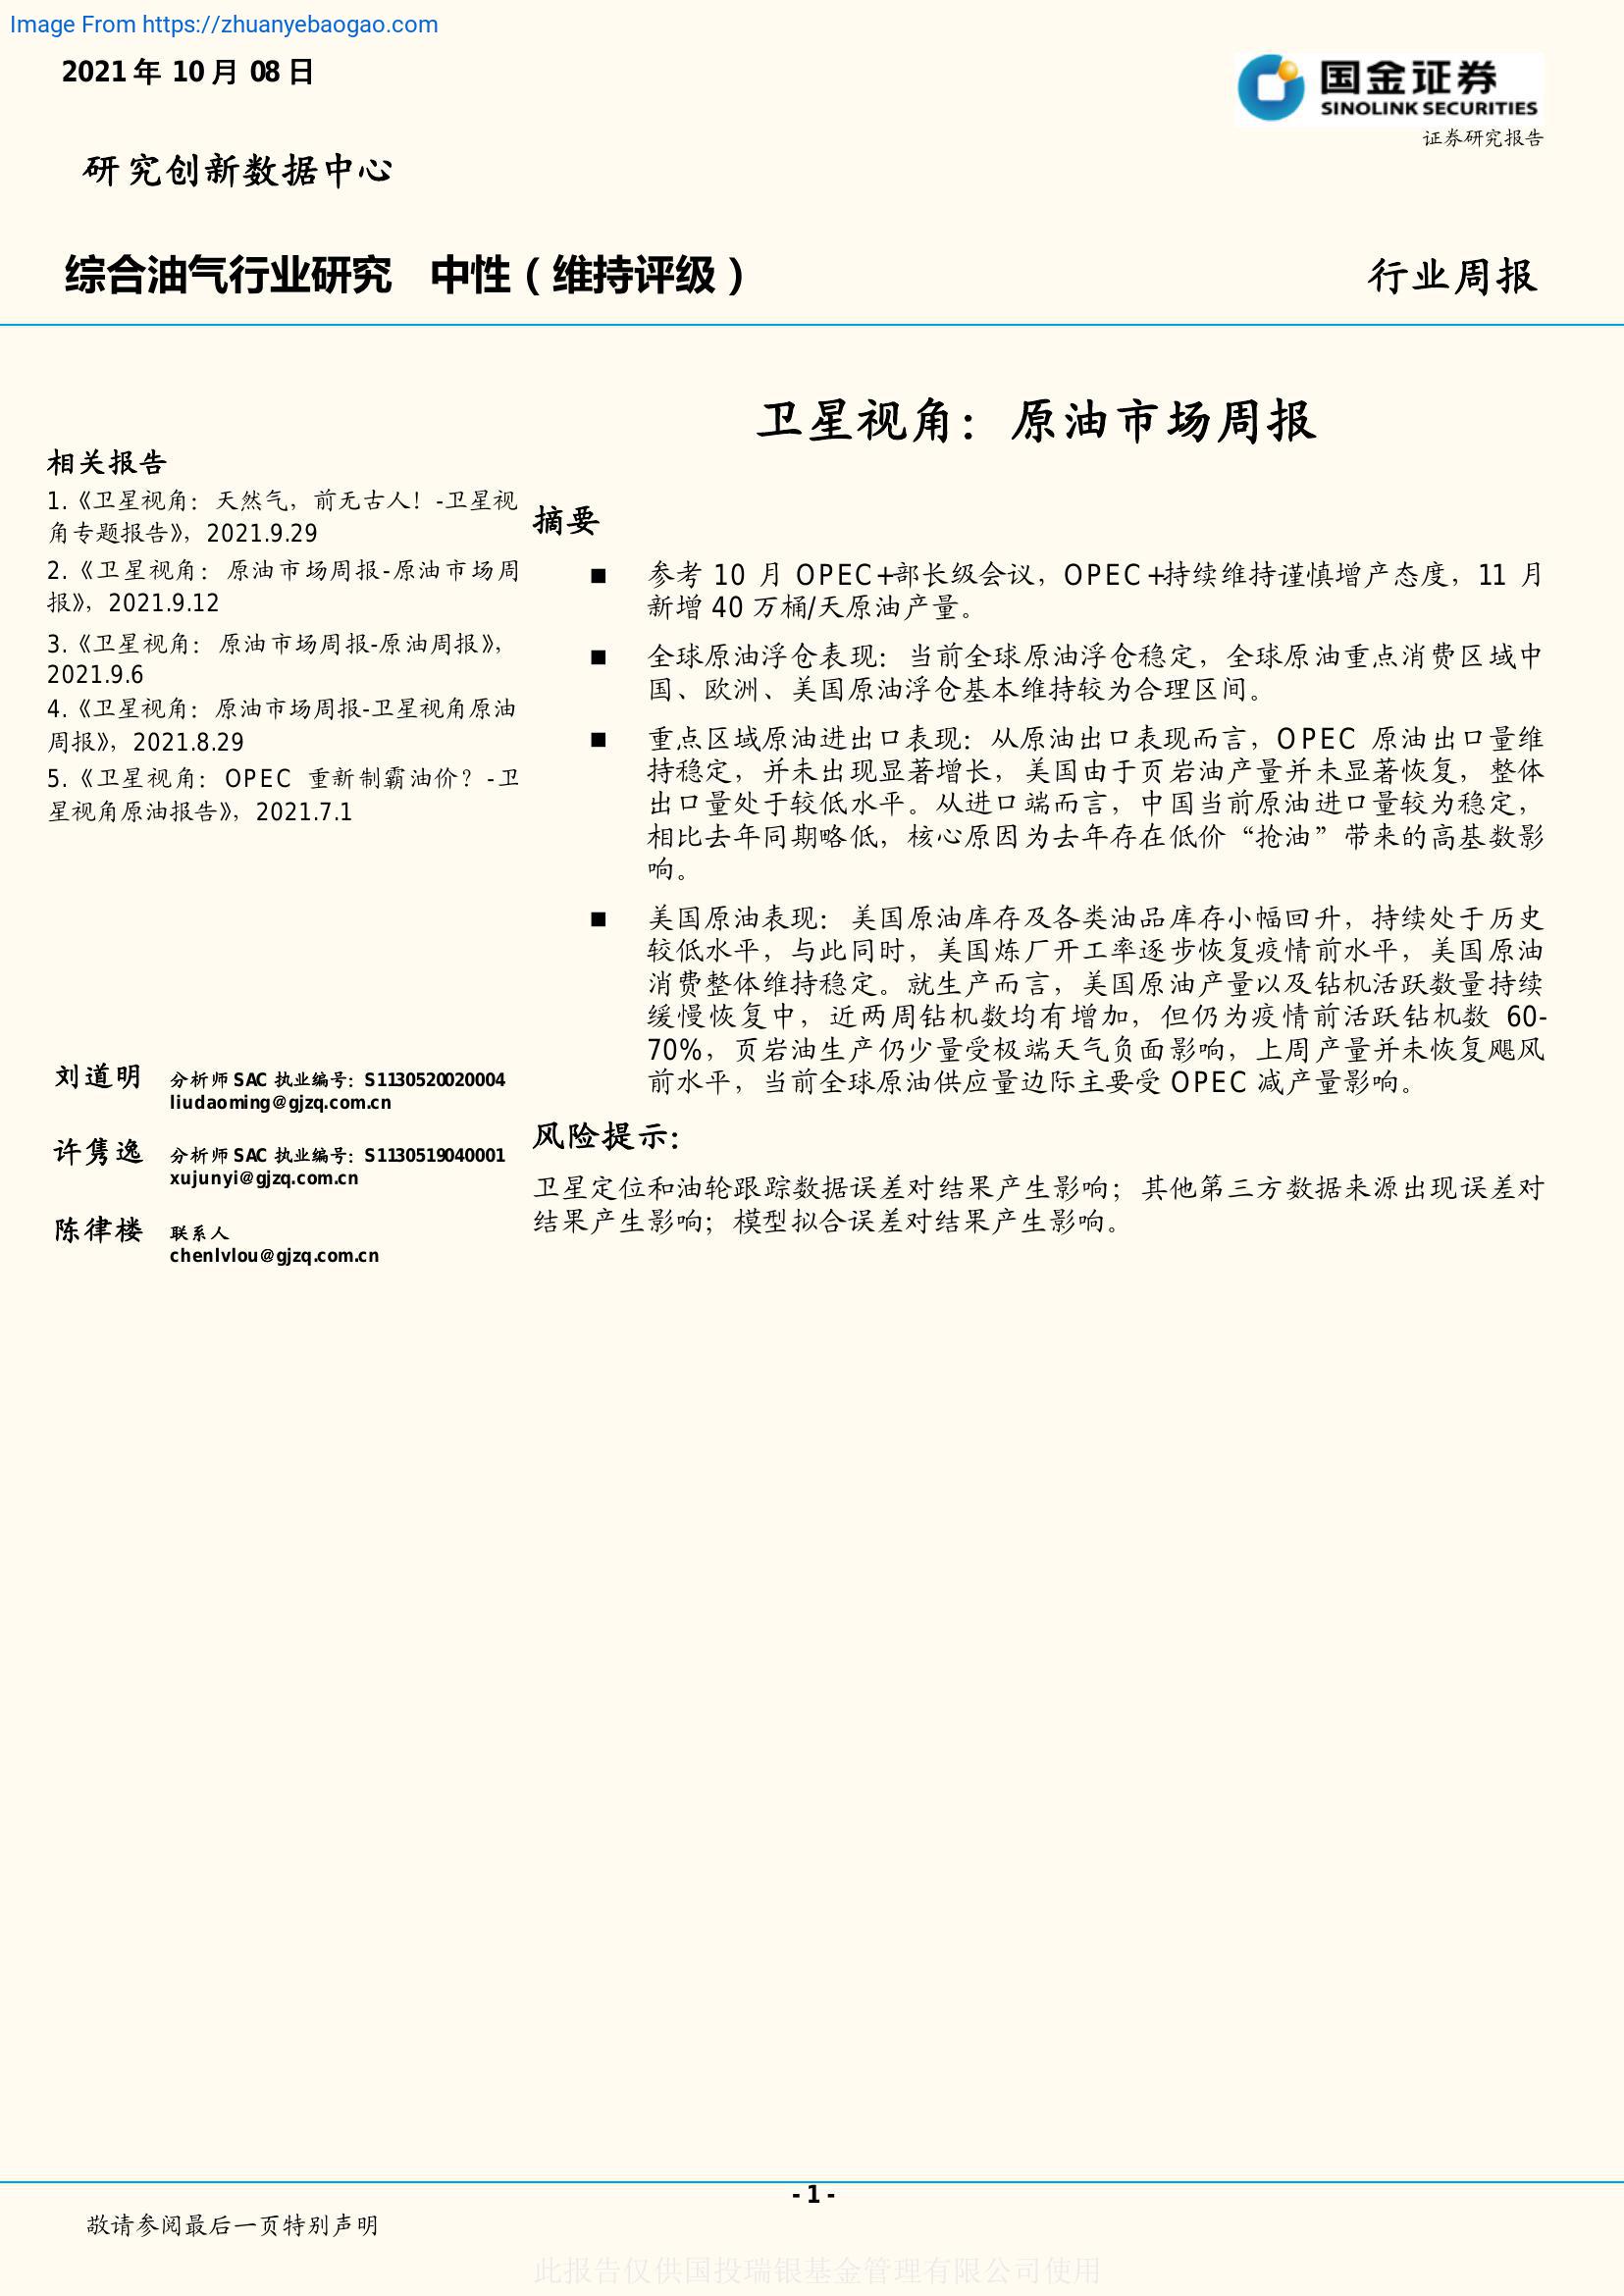 Image From https://zhuanyebaogao.com
2021 年 10 月 08 日
国金证券
SINOLINK SECURITIES
证券研究报告
研究创新数据中心
综合油气行业研究 中性（维持评级）
行业周报
卫星视角：原油市场周报
相关报告
1.《卫星视角：天然气，前无古人！-卫星视
角专题报告》，2021.9.29
2.《卫星视角：原油市场周报-原油市场周
报》，2021.9.12
3.《卫星视角：原油市场周报-原油周报》，
2021.9.6
4.《卫星视角：原油市场周报-卫星视角原油
周报》，2021.8.29
5.《卫星视角：OPEC 重新制霸油价？-卫
星视角原油报告》，2021.7.1
刘道明 分析师 SAC 执业编号：S1130520020004
liudaoming@gjzq.com.cn
许隽逸 分析师 SAC 执业编号：S1130519040001
xujunyi@gjzq.com.cn
陈律楼 联系人
chenlvlou@gjzq.com.cn
摘要
■ 参考 10 月 OPEC+部长级会议，OPEC+持续维持谨慎增产态度，11 月
新增 40 万桶/天原油产量。
■ 全球原油浮仓表现：当前全球原油浮仓稳定，全球原油重点消费区域中
国、欧洲、美国原油浮仓基本维持较为合理区间。
■ 重点区域原油进出口表现：从原油出口表现而言，OPEC 原油出口量维
持稳定，并未出现显著增长，美国由于页岩油产量并未显著恢复，整体
出口量处于较低水平。从进口端而言，中国当前原油进口量较为稳定，
相比去年同期略低，核心原因为去年存在低价“抢油”带来的高基数影
响。
■ 美国原油表现：美国原油库存及各类油品库存小幅回升，持续处于历史
较低水平，与此同时，美国炼厂开工率逐步恢复疫情前水平，美国原油
消费整体维持稳定。就生产而言，美国原油产量以及钻机活跃数量持续
缓慢恢复中，近两周钻机数均有增加，但仍为疫情前活跃钻机数 60-
70%，页岩油生产仍少量受极端天气负面影响，上周产量并未恢复飓风
前水平，当前全球原油供应量边际主要受 OPEC 减产量影响。
风险提示：
卫星定位和油轮跟踪数据误差对结果产生影响；其他第三方数据来源出现误差对
结果产生影响；模型拟合误差对结果产生影响。
- 1 -
敬请参阅最后一页特别声明
此报告仅供国投瑞银基金管理有限公司使用